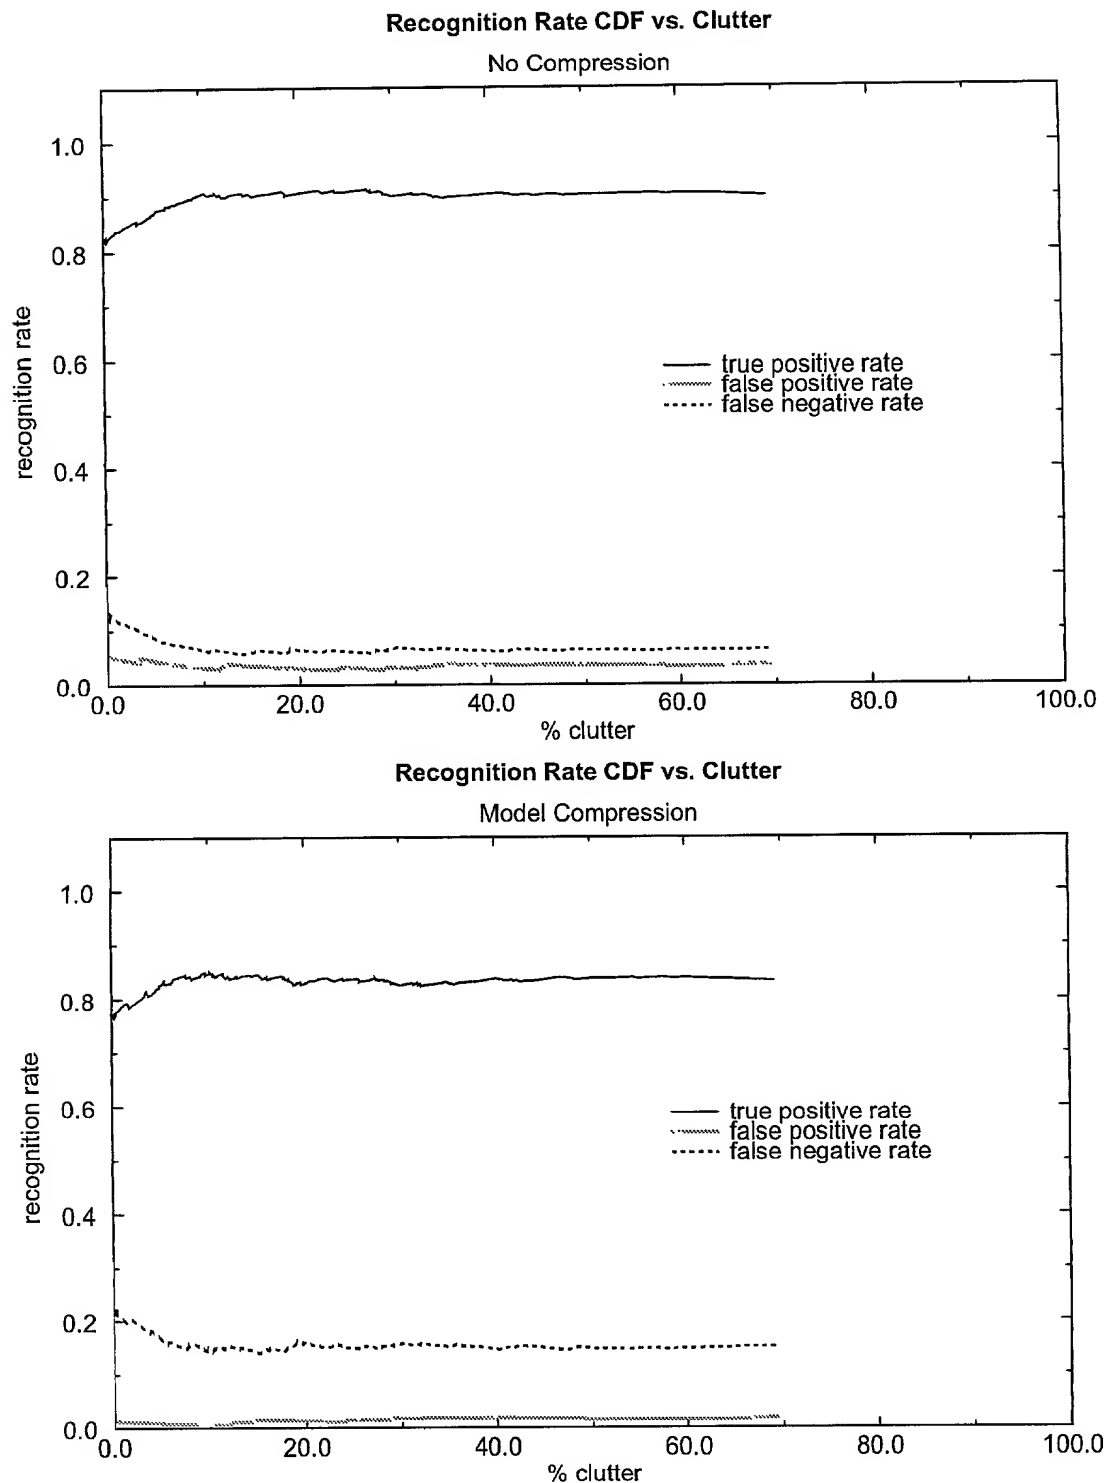 Recognition Rate CDF vs. Clutter
No Compression
1.0
0.8
0.6
0.4
0.2
0.0
recognition rate
true positive rate
false positive rate
false negative rate
0.0 20.0 40.0 60.0 80.0 100.0
% clutter
Recognition Rate CDF vs. Clutter
Model Compression
1.0
0.8
0.6
0.4
0.2
0.0
recognition rate
true positive rate
false positive rate
false negative rate
0.0 20.0 40.0 60.0 80.0 100.0
% clutter